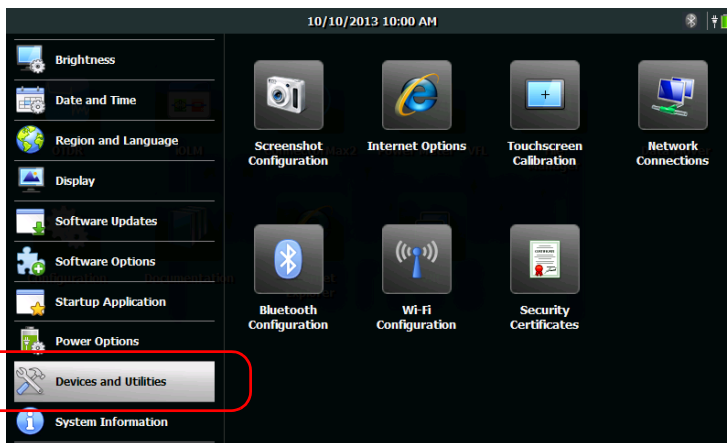 10/10/2013 10:00 AM
Brightness
Date and Time
Region and Language
Display
Software Updates
Software Options
Startup Application
Power Options
Devices and Utilities
System Information
Screenshot
Configuration
Internet Options
Touchscreen
Calibration
Network
Connections
Bluetooth
Configuration
Wi-Fi
Configuration
Security
Certificates